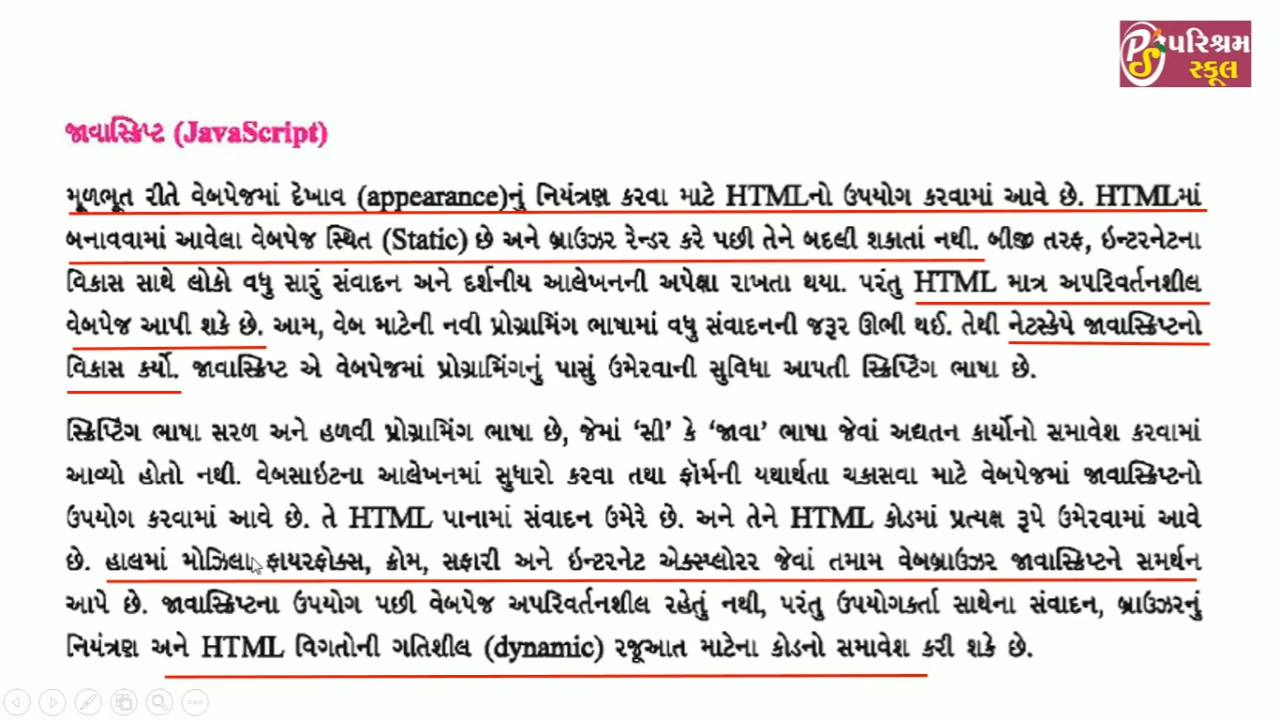 પરિશ્રમ
સ્કૂલ
જાવાસ્ક્રિપ્ટ (JavaScript)
મૂળભૂત રીતે વેબપેજમાં દેખાવ (appearance)નું નિયંત્રણ કરવા માટે HTMLનો ઉપયોગ કરવામાં આવે છે. HTMLમાં
બનાવવામાં આવેલા વેબપેજ સ્થિત (Static) છે અને બ્રાઉઝર રેન્ડર કરે પછી તેને બદલી શકાતાં નથી. બીજી તરફ, ઇન્ટરનેટના
વિકાસ સાથે લોકો વધુ સારું સંવાદન અને દર્શનીય આલેખનની અપેક્ષા રાખતા થયા. પરંતુ HTML માત્ર અપરિવર્તનશીલ
વેબપેજ આપી શકે છે. આમ, વેબ માટેની નવી પ્રોગ્રામિંગ ભાષામાં વધુ સંવાદનની જરૂર ઊભી થઈ. તેથી નેટસ્કેપે જાવાસ્ક્રિપ્ટનો
વિકાસ કર્યો. જાવાસ્ક્રિપ્ટ એ વેબપેજમાં પ્રોગ્રામિંગનું પાસું ઉમેરવાની સુવિધા આપતી સ્ક્રિપ્ટિંગ ભાષા છે.
સ્ક્રિપ્ટિંગ ભાષા સરળ અને હળવી પ્રોગ્રામિંગ ભાષા છે, જેમાં ‘સી’ કે ‘જાવા’ ભાષા જેવાં અદ્યતન કાર્યોનો સમાવેશ કરવામાં
આવ્યો હોતો નથી. વેબસાઇટના આલેખનમાં સુધારો કરવા તથા ફૉર્મની યથાર્થતા ચકાસવા માટે વેબપેજમાં જાવાસ્ક્રિપ્ટનો
ઉપયોગ કરવામાં આવે છે. તે HTML પાનામાં સંવાદન ઉમેરે છે. અને તેને HTML કોડમાં પ્રત્યક્ષ રૂપે ઉમેરવામાં આવે
છે. હાલમાં મોઝિલા ફાયરફોક્સ, ક્રોમ, સફારી અને ઇન્ટરનેટ એક્સ્પ્લોરર જેવાં તમામ વેબબ્રાઉઝર જાવાસ્ક્રિપ્ટને સમર્થન
આપે છે. જાવાસ્ક્રિપ્ટના ઉપયોગ પછી વેબપેજ અપરિવર્તનશીલ રહેતું નથી, પરંતુ ઉપયોગકર્તા સાથેના સંવાદન, બ્રાઉઝરનું
નિયંત્રણ અને HTML વિગતોની ગતિશીલ (dynamic) રજૂઆત માટેના કોડનો સમાવેશ કરી શકે છે.